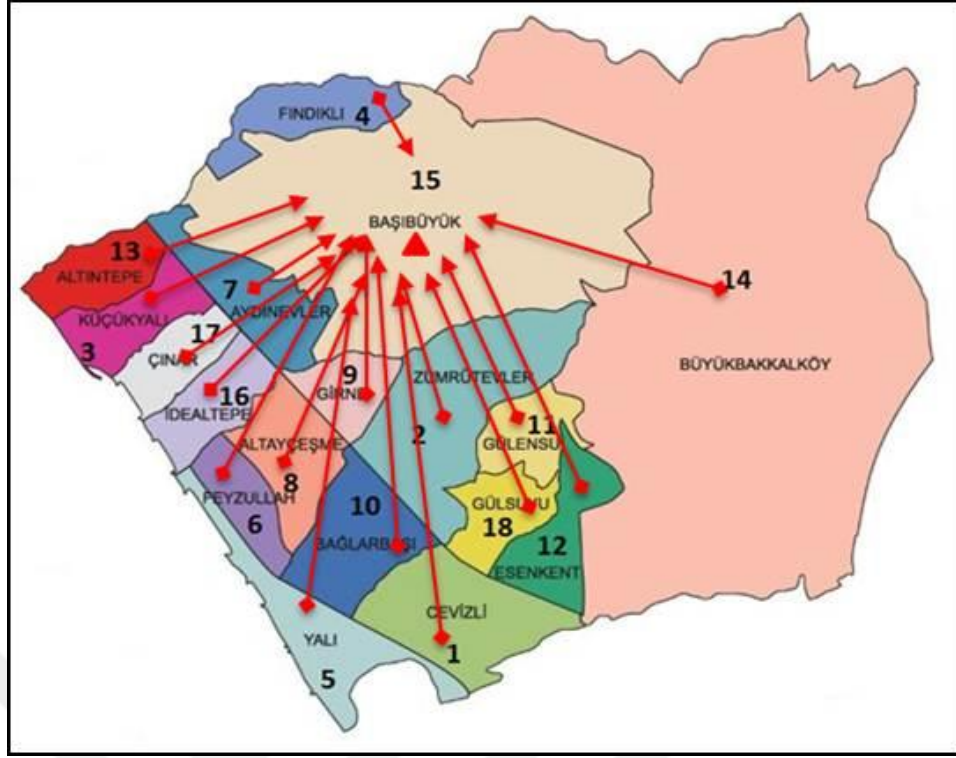 FINDIKLI 4
15
BAŞIBÜYÜK
13
ALTINTEPE
14
7
AYDINEVLER
KÜÇÜKYALI
17
3
ÇINAR
BÜYÜKBAKKALKÖY
9
ZÜMRÜTEVLER
GİRNE
16
İDEALTEPE
2
11
GÜLENSU
ALTAYÇEŞME
8
FEYZULLAH
6
10
GÜLSUYU
18
BAĞLARBAŞI
12
ESENKENT
CEVİZLİ
YALI
1
5